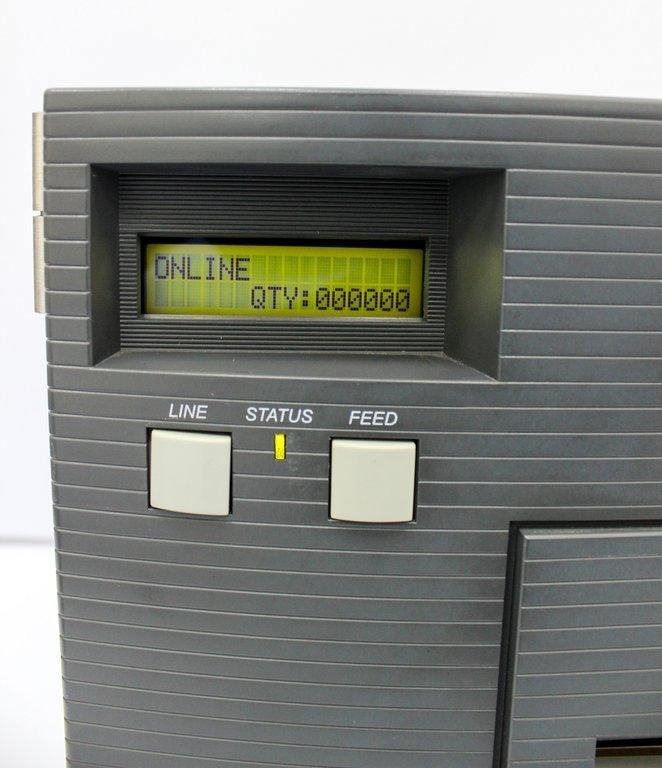 ONLINE
QTY:000000
LINE STATUS FEED